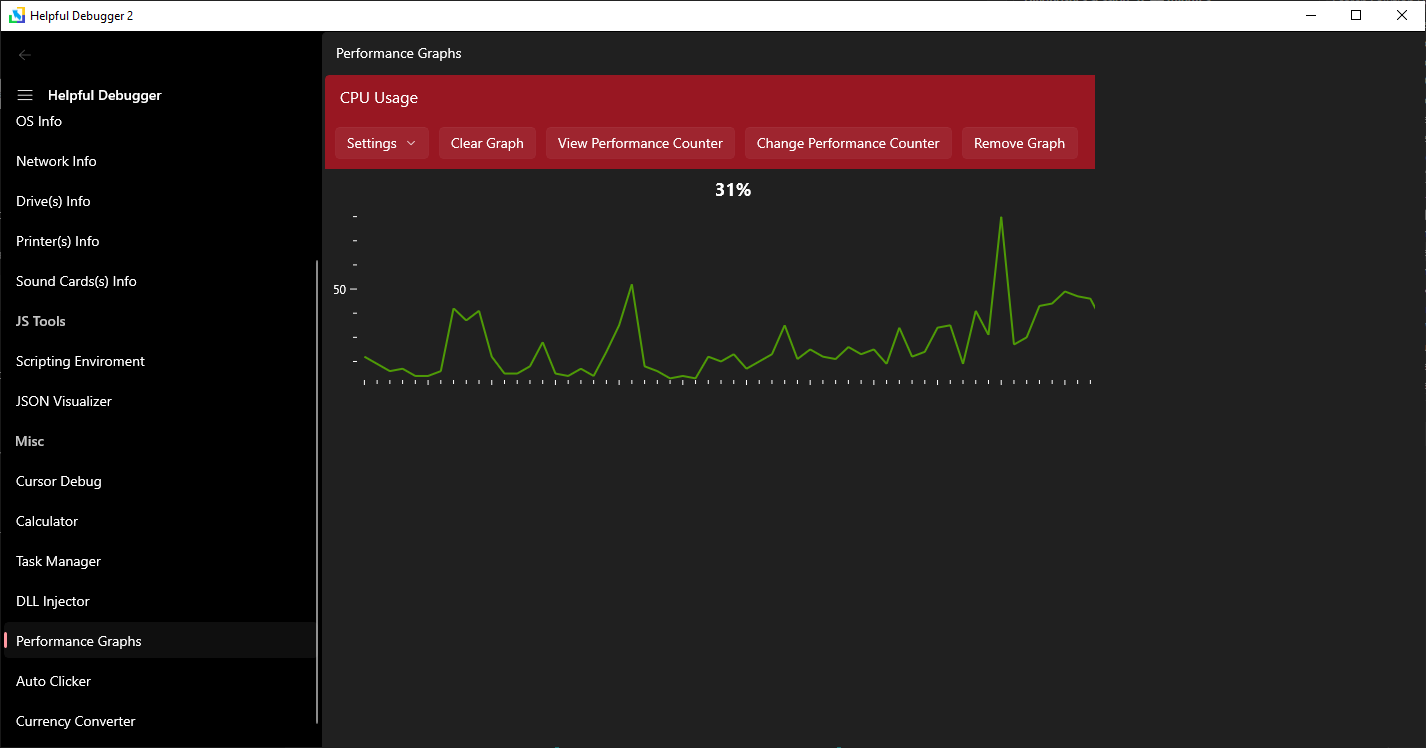 Helpful Debugger 2
Helpful Debugger
OS Info
Network Info
Drive(s) Info
Printer(s) Info
Sound Cards(s) Info
JS Tools
Scripting Enviroment
JSON Visualizer
Misc
Cursor Debug
Calculator
Task Manager
DLL Injector
Performance Graphs
Auto Clicker
Currency Converter
Performance Graphs
CPU Usage
Settings Clear Graph View Performance Counter Change Performance Counter Remove Graph
31%
50